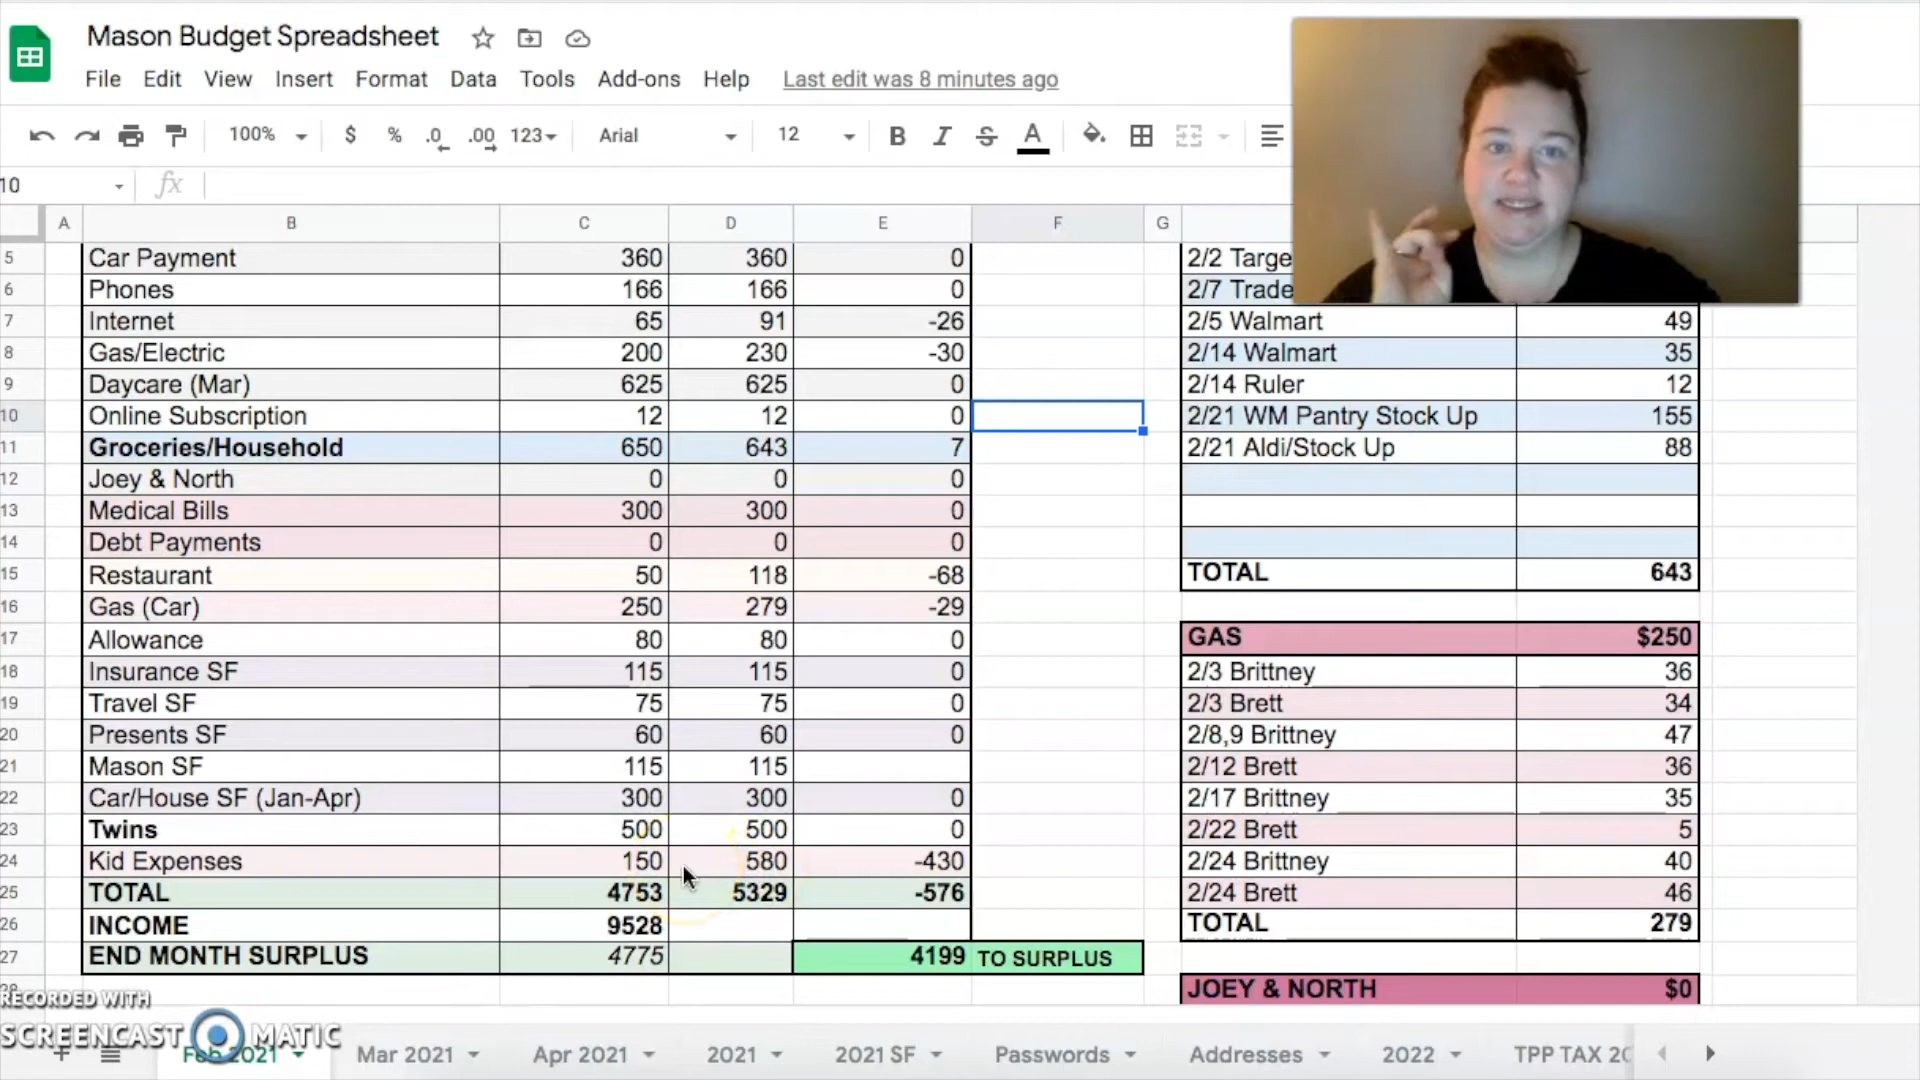 Mason Budget Spreadsheet
File Edit View Insert Format Data Tools Add-ons Help Last edit was 8 minutes ago
100% $ % .0 .00 123 Arial 12 B I S A
10 fx
A B C D E F G
5 Car Payment 360 360 0 2/2 Targe
6 Phones 166 166 0 2/7 Trade
7 Internet 65 91 -26 2/5 Walmart 49
8 Gas/Electric 200 230 -30 2/14 Walmart 35
9 Daycare (Mar) 625 625 0 2/14 Ruler 12
10 Online Subscription 12 12 0 2/21 WM Pantry Stock Up 155
11 Groceries/Household 650 643 7 2/21 Aldi/Stock Up 88
12 Joey & North 0 0 0
13 Medical Bills 300 300 0
14 Debt Payments 0 0 0
15 Restaurant 50 118 -68 TOTAL 643
16 Gas (Car) 250 279 -29
17 Allowance 80 80 0 GAS $250
18 Insurance SF 115 115 0 2/3 Brittney 36
19 Travel SF 75 75 0 2/3 Brett 34
20 Presents SF 60 60 0 2/8,9 Brittney 47
21 Mason SF 115 115 2/12 Brett 36
22 Car/House SF (Jan-Apr) 300 300 0 2/17 Brittney 35
23 Twins 500 500 0 2/22 Brett 5
24 Kid Expenses 150 580 -430 2/24 Brittney 40
25 TOTAL 4753 5329 -576 2/24 Brett 46
26 INCOME 9528 TOTAL 279
27 END MONTH SURPLUS 4775 4199 TO SURPLUS
28 JOEY & NORTH $0
RECORDED WITH
SCREENCAST MATIC
Feb 2021 Mar 2021 Apr 2021 2021 2021 SF Passwords Addresses 2022 TPP TAX 20